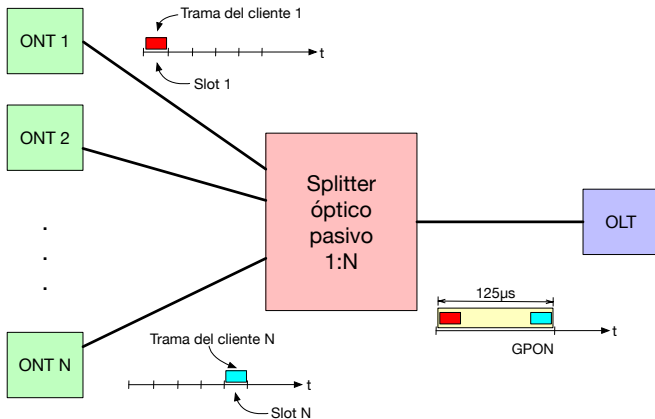 ONT 1
Trama del cliente 1
t
Slot 1
ONT 2
Splitter
óptico
pasivo
1:N
OLT
.
.
.
125µs
t
GPON
ONT N
Trama del cliente N
t
Slot N